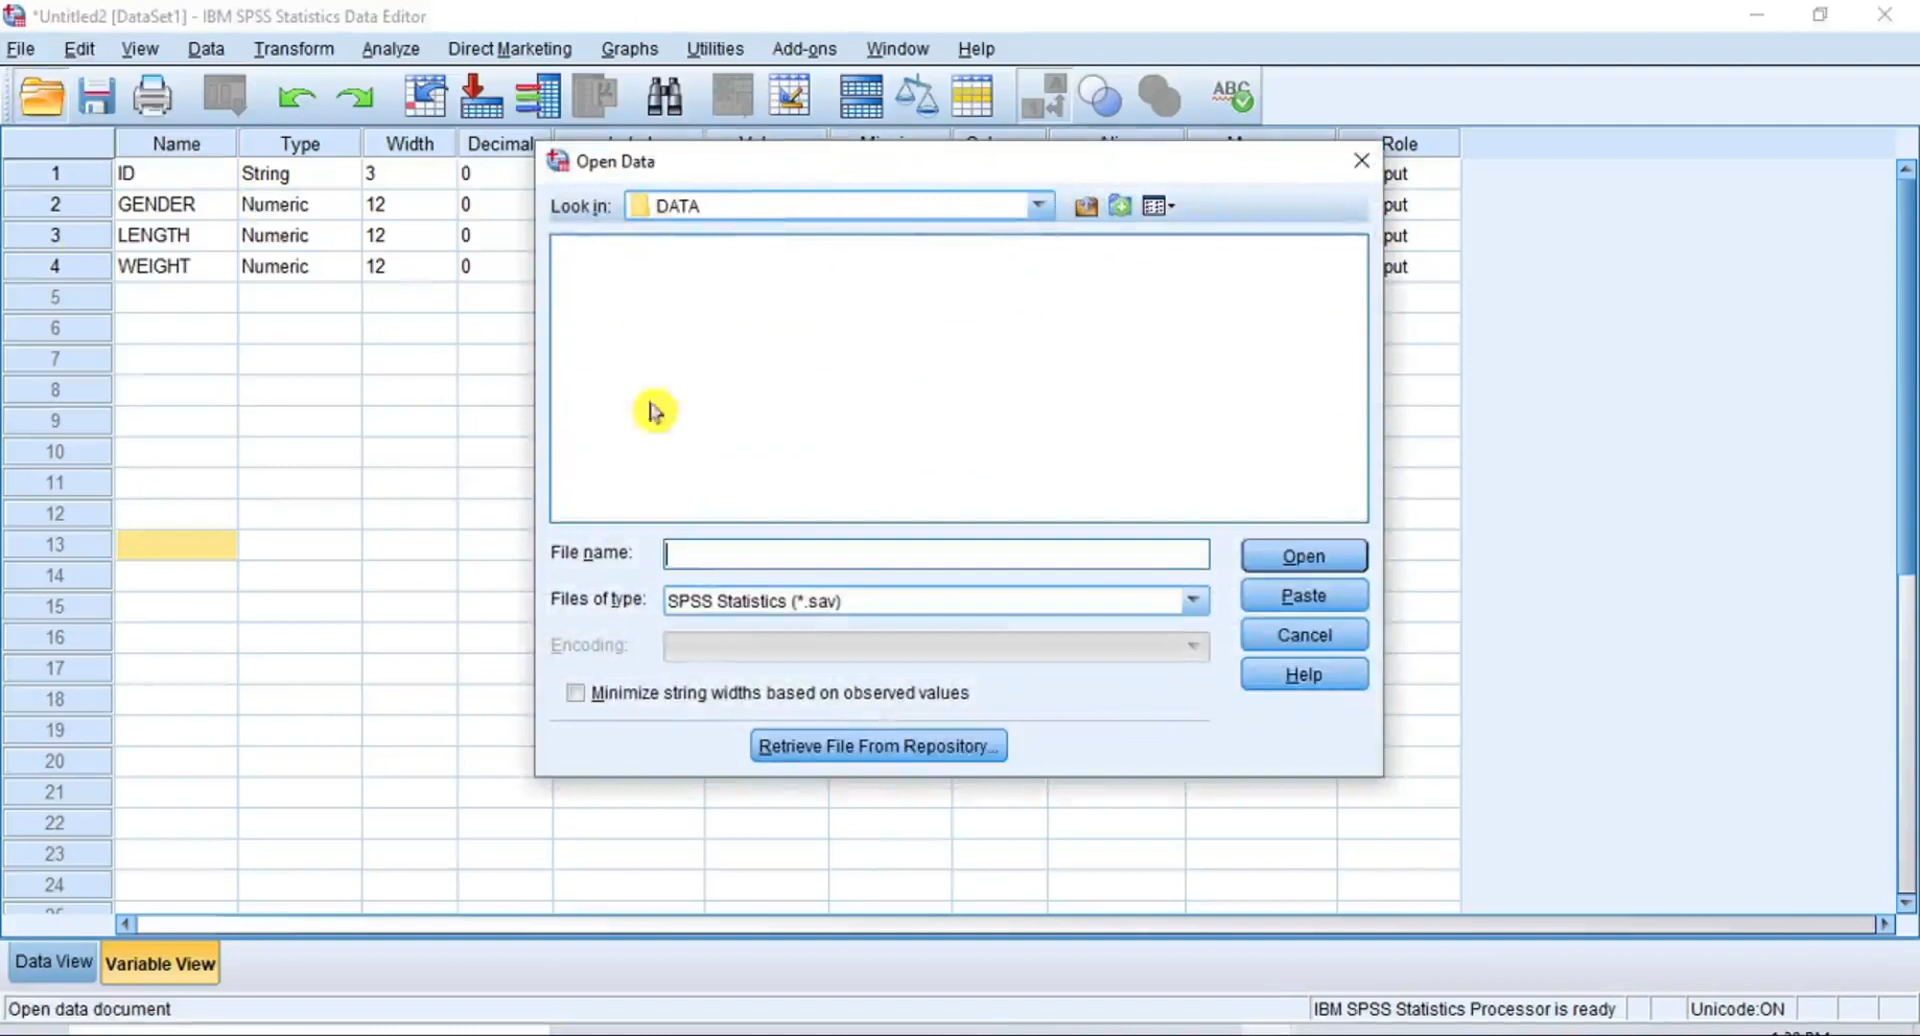 *Untitled2 [DataSet1] - IBM SPSS Statistics Data Editor
File Edit View Data Transform Analyze Direct Marketing Graphs Utilities Add-ons Window Help
ABC
Name Type Width Decimal Role
1 ID String 3 0 put
2 GENDER Numeric 12 0 put
3 LENGTH Numeric 12 0 put
4 WEIGHT Numeric 12 0 put
5
6
7
8
9
10
11
12
13
14
15
16
17
18
19
20
21
22
23
24
Open Data
Look in: DATA
File name:
Files of type: SPSS Statistics (*.sav)
Encoding:
Minimize string widths based on observed values
Open
Paste
Cancel
Help
Retrieve File From Repository...
Data View Variable View
Open data document IBM SPSS Statistics Processor is ready Unicode:ON